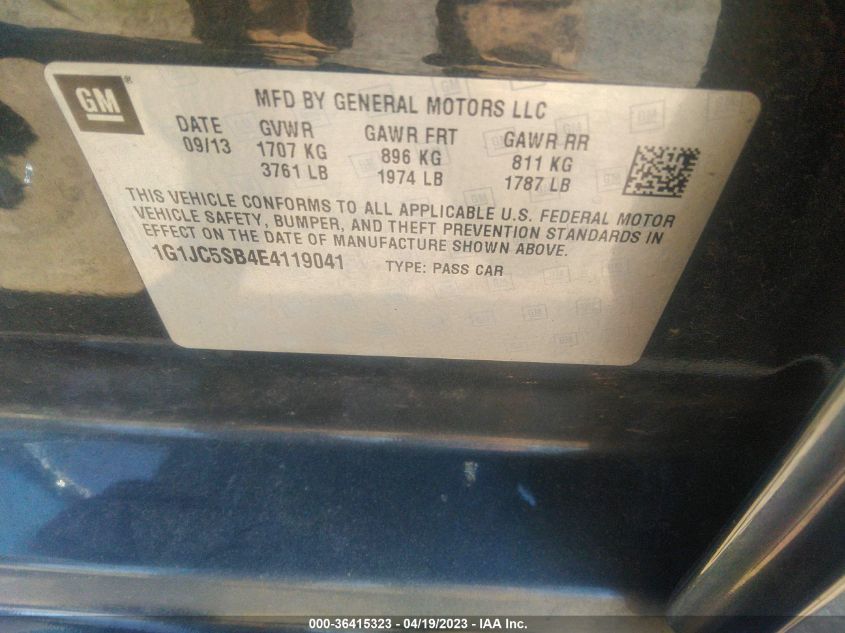 GM ®
MFD BY GENERAL MOTORS LLC
DATE GVWR GAWR FRT GAWR RR
09/13 1707 KG 896 KG 811 KG
3761 LB 1974 LB 1787 LB
THIS VEHICLE CONFORMS TO ALL APPLICABLE U.S. FEDERAL MOTOR
VEHICLE SAFETY, BUMPER, AND THEFT PREVENTION STANDARDS IN
EFFECT ON THE DATE OF MANUFACTURE SHOWN ABOVE.
1G1JC5SB4E4119041 TYPE: PASS CAR
000-36415323 - 04/19/2023 - IAA Inc.